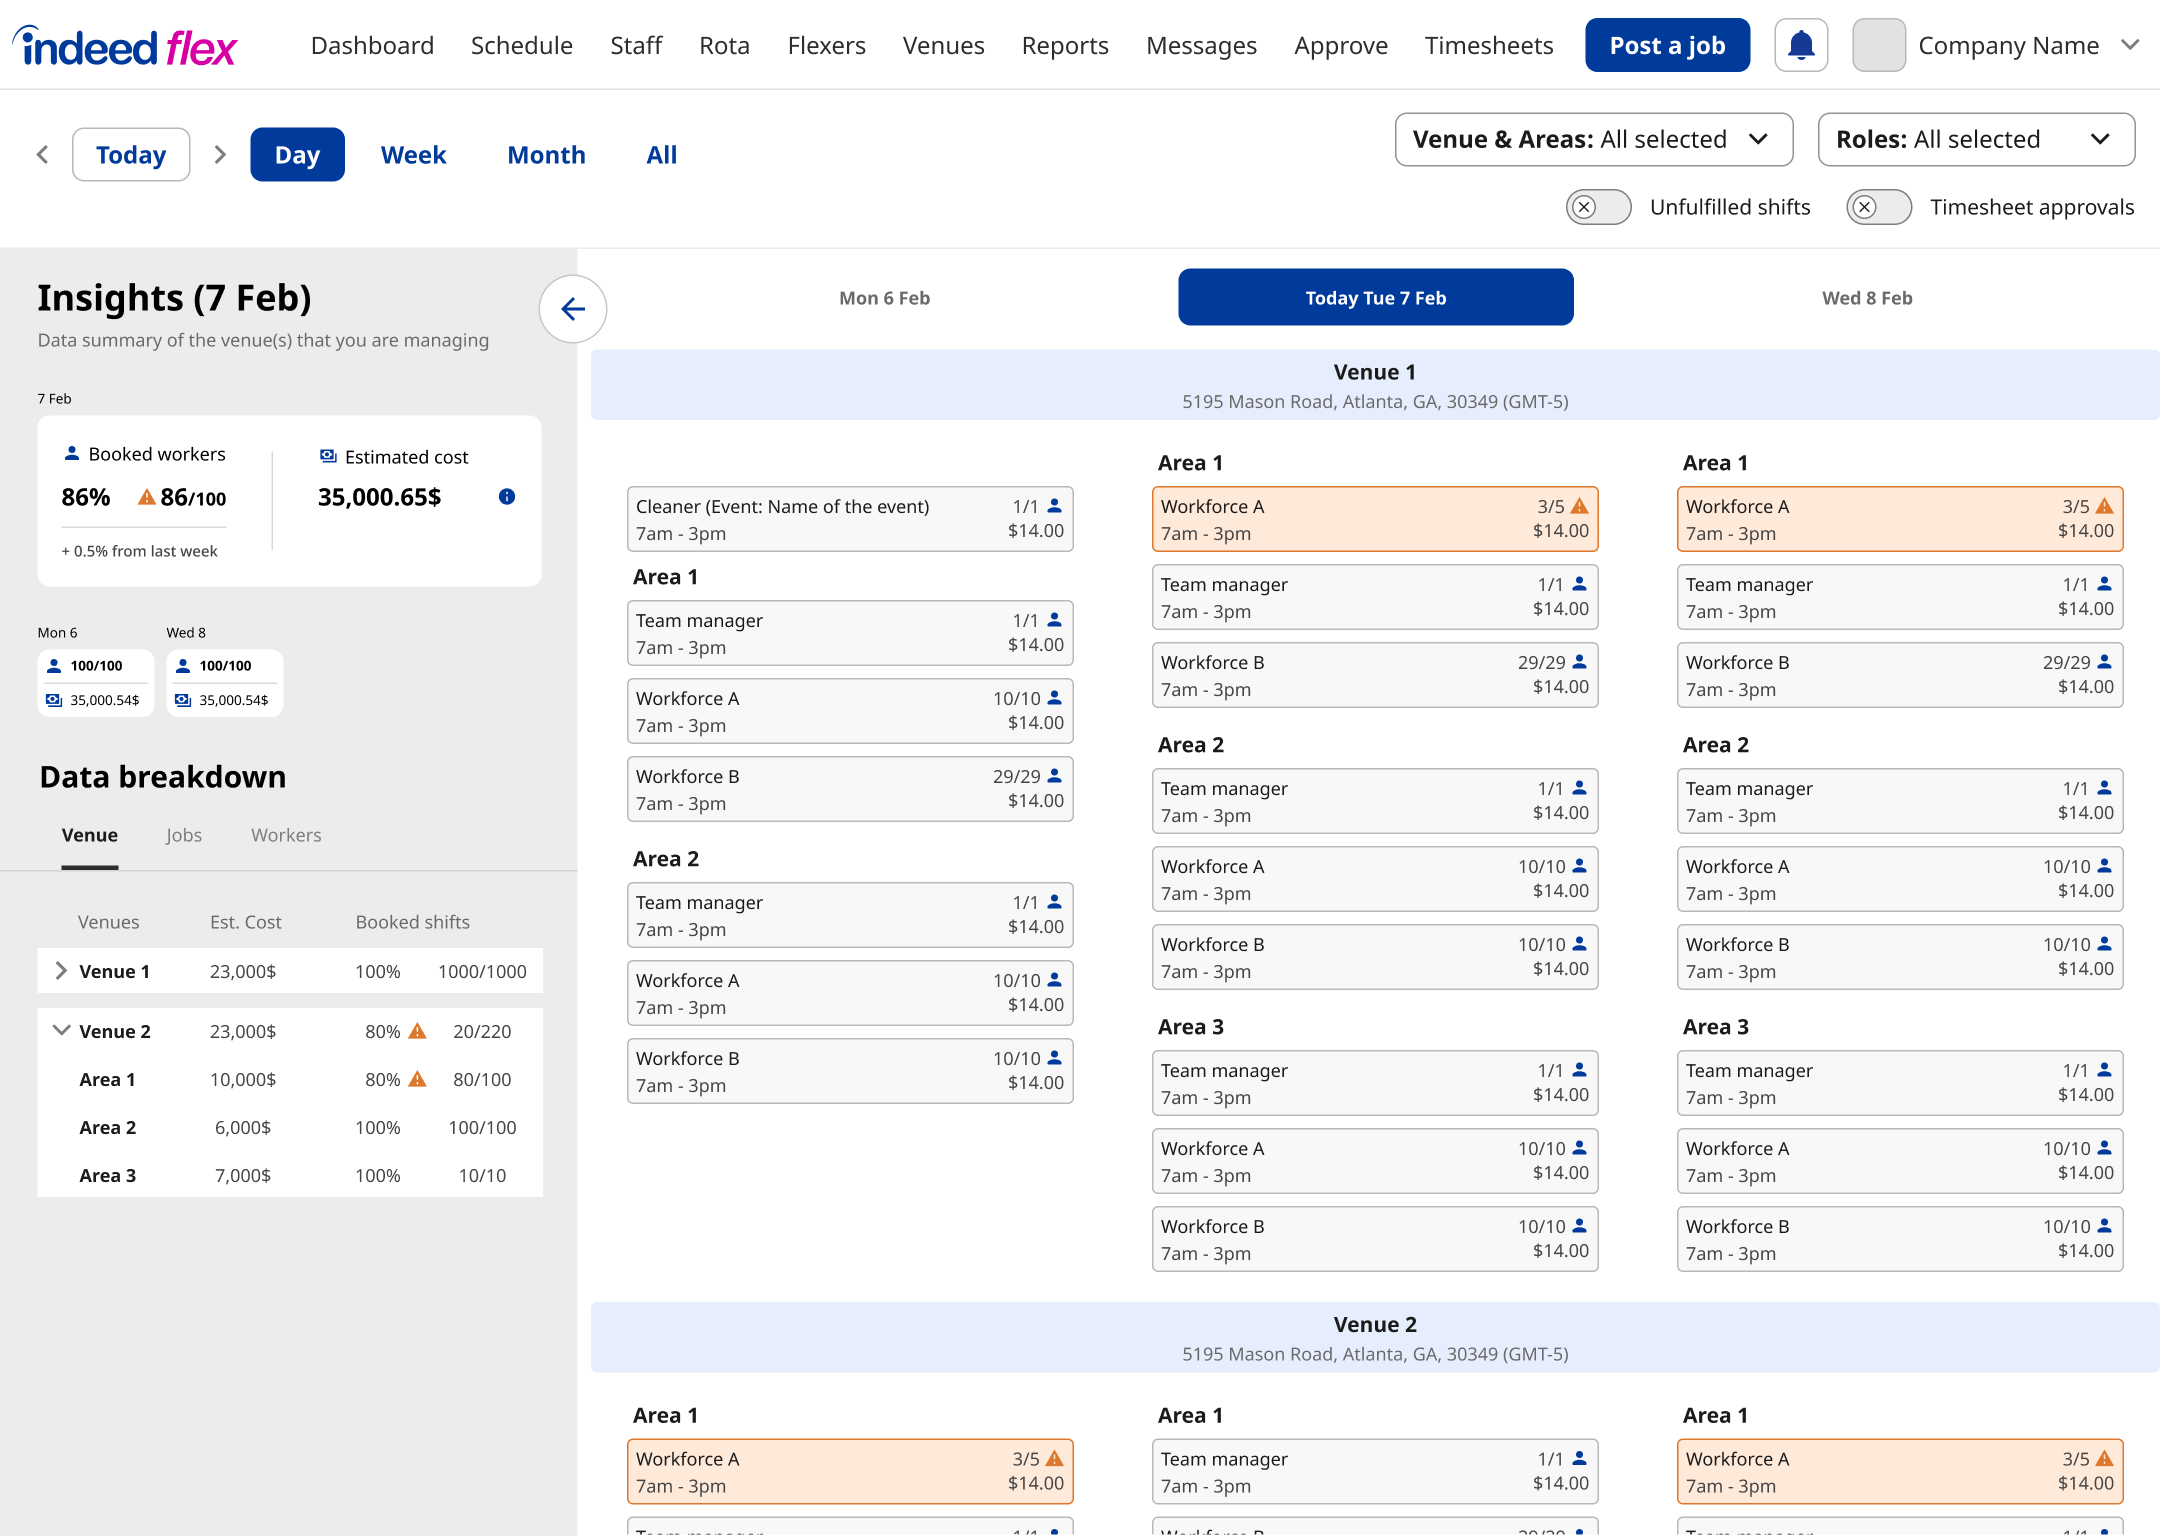 indeed flex
Dashboard
Schedule
Staff
Rota
Flexers
Venues
Reports
Messages
Approve
Timesheets
Post a job
Company Name
Today
Day
Week
Month
All
Venue & Areas: All selected
Roles: All selected
Unfulfilled shifts
Timesheet approvals
Insights (7 Feb)
Data summary of the venue(s) that you are managing
7 Feb
Booked workers
86% 86/100
+ 0.5% from last week
Estimated cost
35,000.65$
Mon 6
100/100
35,000.54$
Wed 8
100/100
35,000.54$
Data breakdown
Venue
Jobs
Workers
Venues Est. Cost Booked shifts
Venue 1 23,000$ 100% 1000/1000
Venue 2 23,000$ 80% 20/220
Area 1 10,000$ 80% 80/100
Area 2 6,000$ 100% 100/100
Area 3 7,000$ 100% 10/10
Mon 6 Feb
Today Tue 7 Feb
Wed 8 Feb
Venue 1
5195 Mason Road, Atlanta, GA, 30349 (GMT-5)
Cleaner (Event: Name of the event) 1/1
7am - 3pm $14.00
Area 1
Team manager 1/1
7am - 3pm $14.00
Workforce A 10/10
7am - 3pm $14.00
Workforce B 29/29
7am - 3pm $14.00
Area 2
Team manager 1/1
7am - 3pm $14.00
Workforce A 10/10
7am - 3pm $14.00
Workforce B 10/10
7am - 3pm $14.00
Area 1
Workforce A 3/5
7am - 3pm $14.00
Team manager 1/1
7am - 3pm $14.00
Workforce B 29/29
7am - 3pm $14.00
Area 2
Team manager 1/1
7am - 3pm $14.00
Workforce A 10/10
7am - 3pm $14.00
Workforce B 10/10
7am - 3pm $14.00
Area 3
Team manager 1/1
7am - 3pm $14.00
Workforce A 10/10
7am - 3pm $14.00
Workforce B 10/10
7am - 3pm $14.00
Area 1
Workforce A 3/5
7am - 3pm $14.00
Team manager 1/1
7am - 3pm $14.00
Workforce B 29/29
7am - 3pm $14.00
Area 2
Team manager 1/1
7am - 3pm $14.00
Workforce A 10/10
7am - 3pm $14.00
Workforce B 10/10
7am - 3pm $14.00
Area 3
Team manager 1/1
7am - 3pm $14.00
Workforce A 10/10
7am - 3pm $14.00
Workforce B 10/10
7am - 3pm $14.00
Venue 2
5195 Mason Road, Atlanta, GA, 30349 (GMT-5)
Area 1
Workforce A 3/5
7am - 3pm $14.00
Area 1
Team manager 1/1
7am - 3pm $14.00
Area 1
Workforce A 3/5
7am - 3pm $14.00